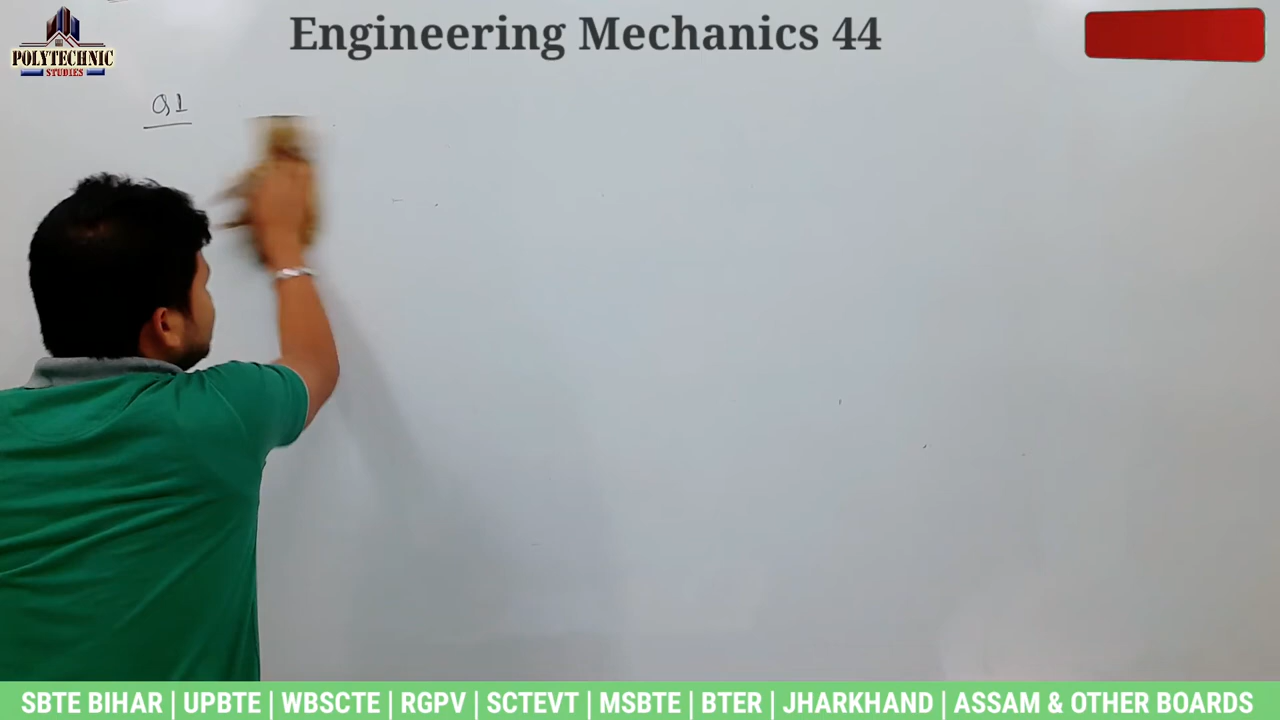 Engineering Mechanics 44
POLYTECHNIC
STUDIES
Q1
SBTE BIHAR | UPBTE | WBSCTE | RGPV | SCTEVT | MSBTE | BTER | JHARKHAND | ASSAM & OTHER BOARDS